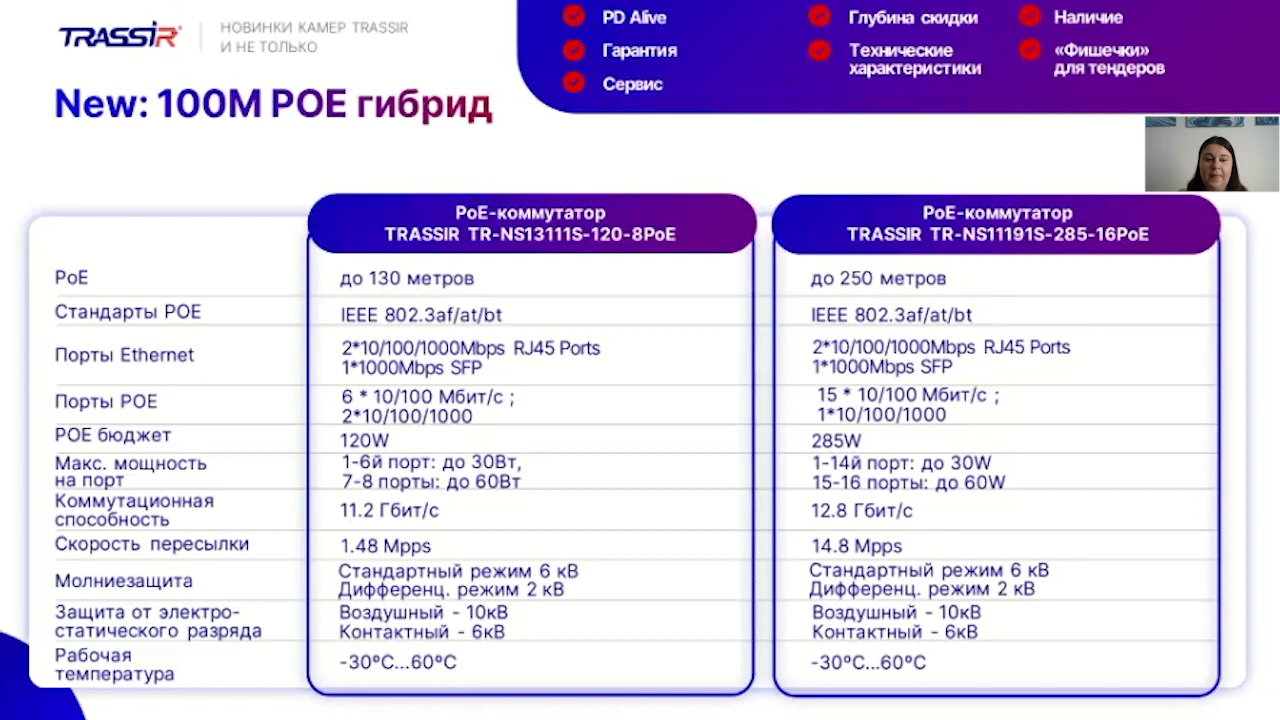 TRASSIR
НОВИНКИ КАМЕР TRASSIR
И НЕ ТОЛЬКО
New: 100M POE гибрид
PD Alive
Гарантия
Сервис
Глубина скидки
Технические
характеристики
Наличие
«Фишечки»
для тендеров
PoE-коммутатор
TRASSIR TR-NS13111S-120-8PoE
PoE-коммутатор
TRASSIR TR-NS11191S-285-16PoE
PoE
до 130 метров
до 250 метров
Стандарты POE
IEEE 802.3af/at/bt
IEEE 802.3af/at/bt
Порты Ethernet
2*10/100/1000Mbps RJ45 Ports
1*1000Mbps SFP
2*10/100/1000Mbps RJ45 Ports
1*1000Mbps SFP
Порты POE
6 * 10/100 Мбит/с ;
2*10/100/1000
15 * 10/100 Мбит/с ;
1*10/100/1000
POE бюджет
120W
285W
Макс. мощность
на порт
1-6й порт: до 30Вт,
7-8 порты: до 60Вт
1-14й порт: до 30W
15-16 порты: до 60W
Коммутационная
способность
11.2 Гбит/с
12.8 Гбит/с
Скорость пересылки
1.48 Mpps
14.8 Mpps
Молниезащита
Стандартный режим 6 кВ
Дифференц. режим 2 кВ
Стандартный режим 6 кВ
Дифференц. режим 2 кВ
Защита от электро-
статического разряда
Воздушный - 10кВ
Контактный - 6кВ
Воздушный - 10кВ
Контактный - 6кВ
Рабочая
температура
-30ºC...60ºC
-30ºC...60ºC